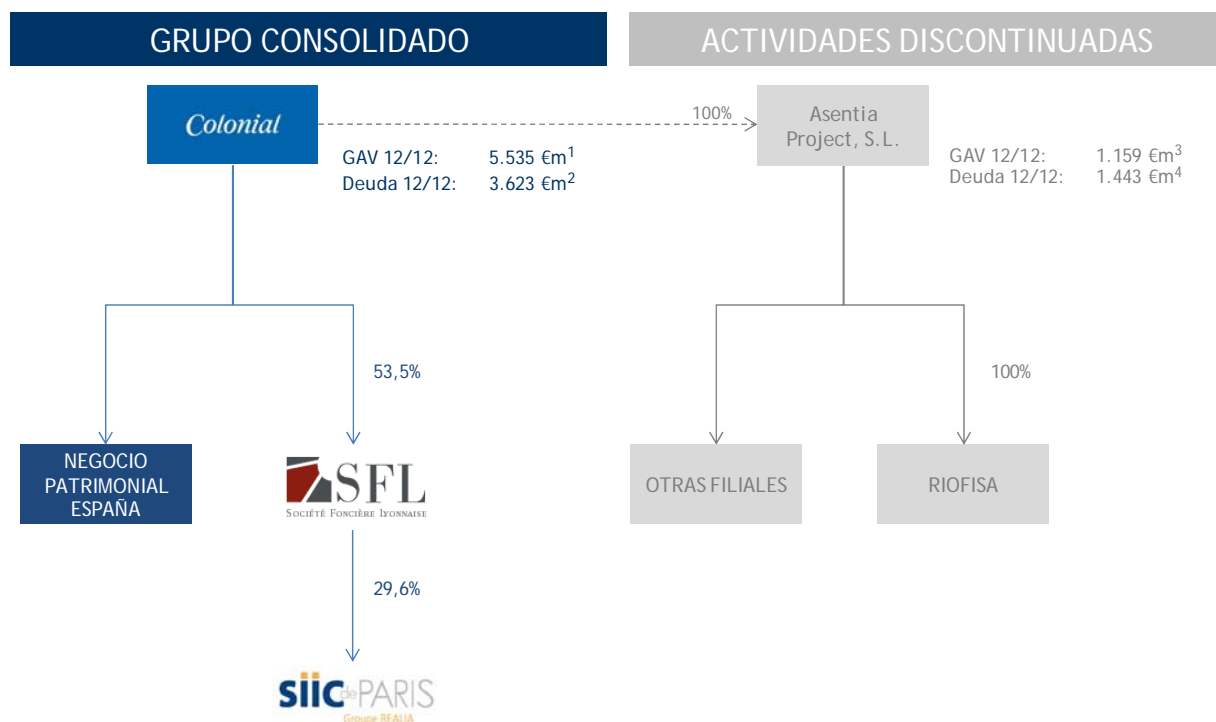 GRUPO CONSOLIDADO
ACTIVIDADES DISCONTINUADAS
Colonial
100%
Asentia
Project, S.L.
GAV 12/12: 5.535 €m¹
Deuda 12/12: 3.623 €m²
GAV 12/12: 1.159 €m³
Deuda 12/12: 1.443 €m⁴
53,5%
100%
NEGOCIO
PATRIMONIAL
ESPAÑA
SFL
SOCIÉTÉ FONCIÈRE LYONNAISE
OTRAS FILIALES
RIOFISA
29,6%
siic de PARIS
Groupe REALIA